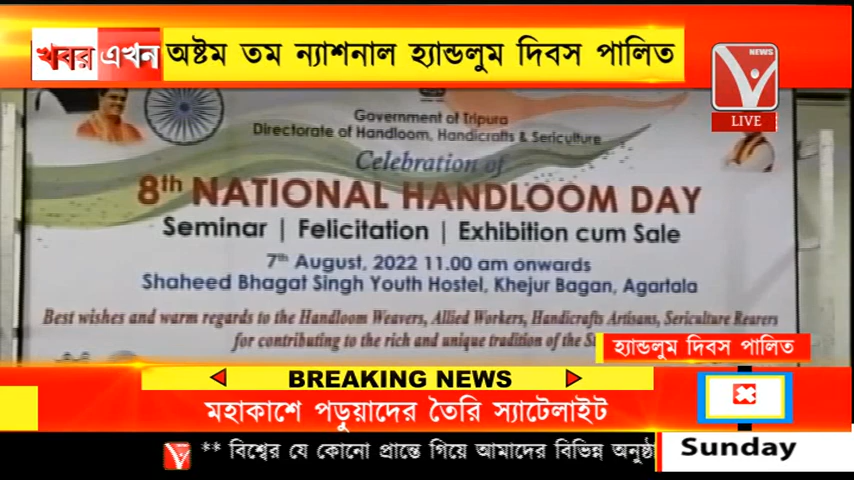 খবর এখন অষ্টম তম ন্যাশনাল হ্যান্ডলুম দিবস পালিত
NEWS
LIVE
Government of Tripura
Directorate of Handloom, Handicrafts & Sericulture
Celebration of
8th NATIONAL HANDLOOM DAY
Seminar | Felicitation | Exhibition cum Sale
7th August, 2022 11.00 am onwards
Shaheed Bhagat Singh Youth Hostel, Khejur Bagan, Agartala
Best wishes and warm regards to the Handloom Weavers, Allied Workers, Handicrafts Artisans, Sericulture Rearers
for contributing to the rich and unique tradition of the
হ্যান্ডলুম দিবস পালিত
BREAKING NEWS
মহাকাশে পড়ুয়াদের তৈরি স্যাটেলাইট
** বিশ্বের যে কোনো প্রান্তে গিয়ে আমাদের বিভিন্ন অনুষ্ঠা
Sunday